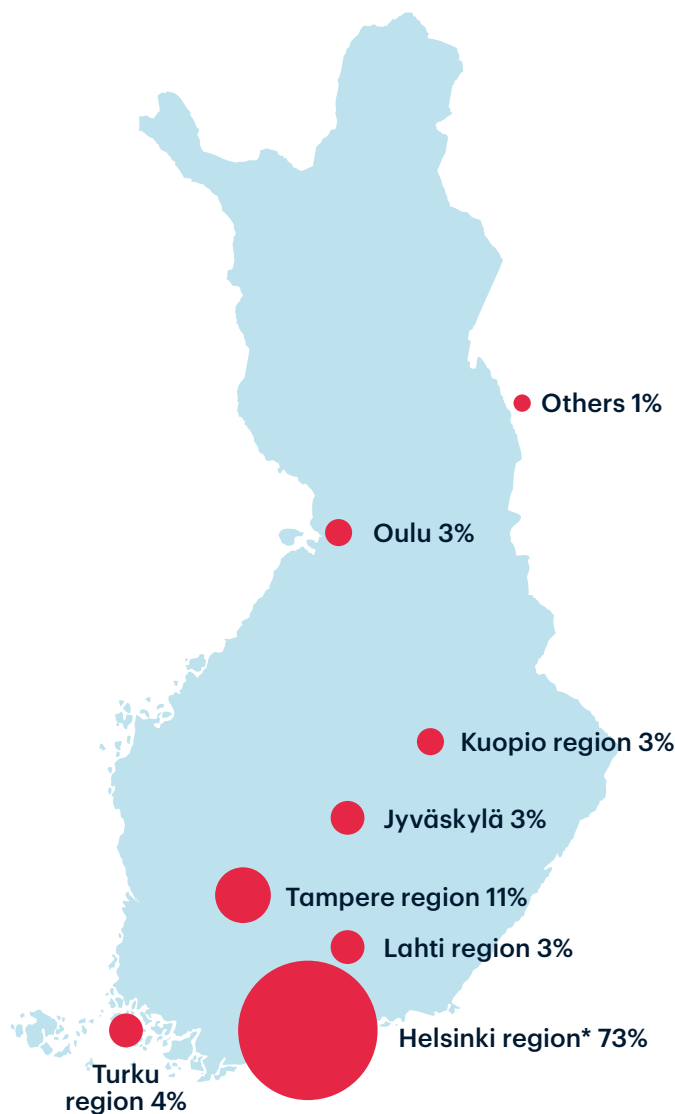 Others 1%
Oulu 3%
Kuopio region 3%
Jyväskylä 3%
Tampere region 11%
Lahti region 3%
Helsinki region* 73%
Turku
region 4%